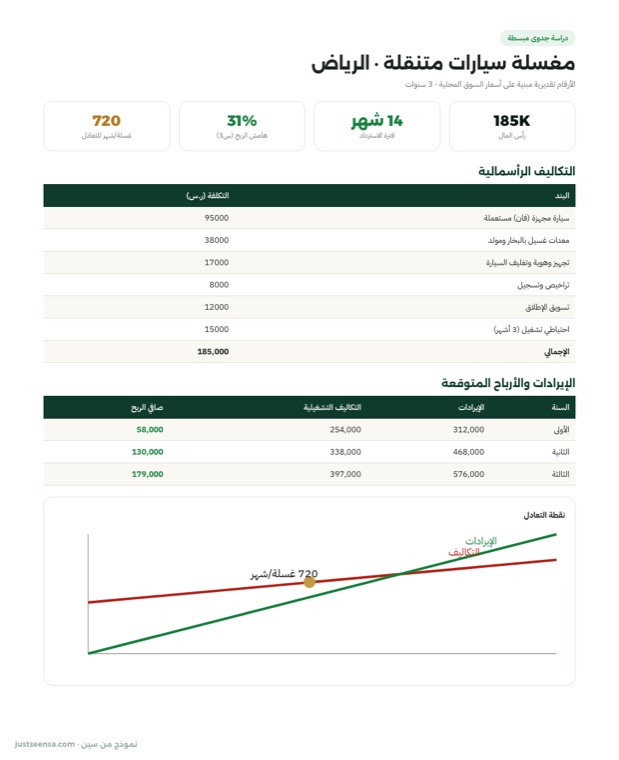 دراسة جدوى مبسطة
مغسلة سيارات متنقلة · الرياض
الأرقام تقديرية مبنية على أسعار السوق المحلية · 3 سنوات
185K
رأس المال
14 شهر
فترة الاسترداد
31%
هامش الربح (س3)
720
غسلة/شهر للتعادل
التكاليف الرأسمالية
البند التكلفة (ر.س)
سيارة مجهزة (فان) مستعملة 95000
معدات غسيل بالبخار ومولد 38000
تجهيز وهوية وتغليف السيارة 17000
تراخيص وتسجيل 8000
تسويق الإطلاق 12000
احتياطي تشغيل (3 أشهر) 15000
الإجمالي 185,000
الإيرادات والأرباح المتوقعة
السنة الإيرادات التكاليف التشغيلية صافي الربح
الأولى 312,000 254,000 58,000
الثانية 468,000 338,000 130,000
الثالثة 576,000 397,000 179,000
نقطة التعادل
الإيرادات
التكاليف
720 غسلة/شهر
نموذج من سين · justseensa.com